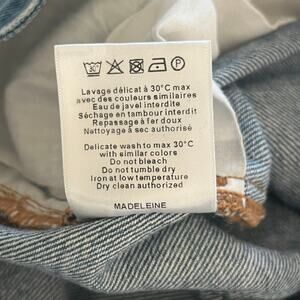 30°
P
Lavage délicat à 30°C max
avec des couleurs similaires
Eau de javel interdite
Séchage en tambour interdit
Repassage à fer doux
Nettoyage à sec authorisé
Delicate wash to max 30°C
with similar colors
Do not bleach
Do not tumble dry
Iron at low temperature
Dry clean authorized
MADELEINE